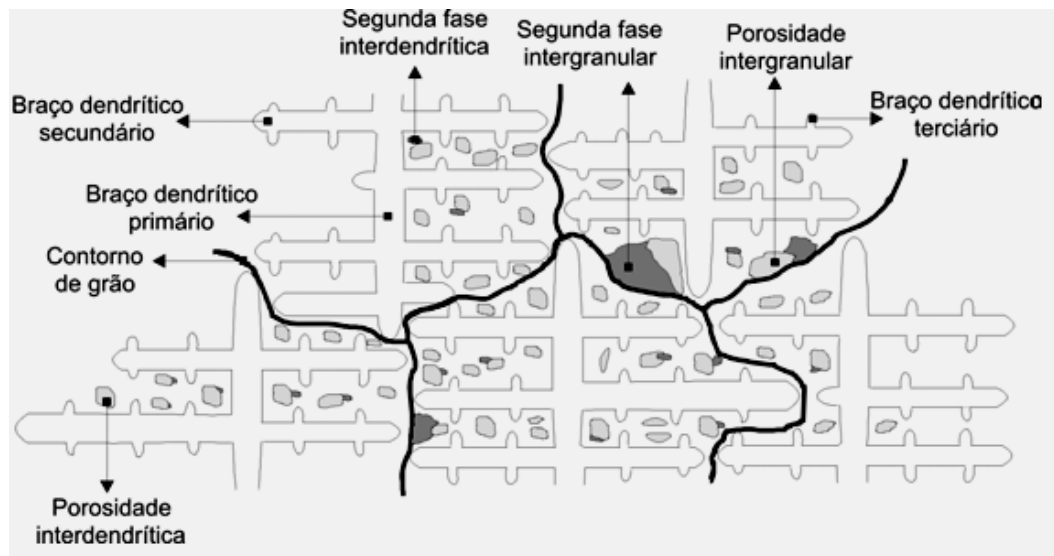 Segunda fase
interdendrítica
Segunda fase
intergranular
Porosidade
intergranular
Braço dendrítico
secundário
Braço dendrítico
terciário
Braço dendrítico
primário
Contorno
de grão
Porosidade
interdendrítica